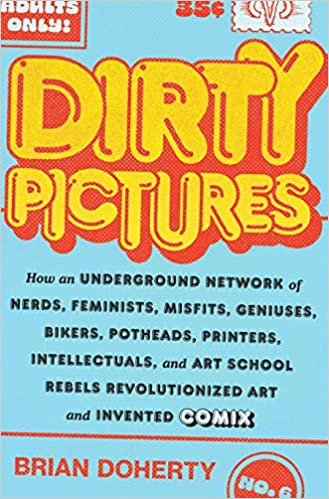 ADULTS
ONLY!
35¢
DIRTY
PICTURES
How an UNDERGROUND NETWORK of
NERDS, FEMINISTS, MISFITS, GENIUSES,
BIKERS, POTHEADS, PRINTERS,
INTELLECTUALS, and ART SCHOOL
REBELS REVOLUTIONIZED ART
and INVENTED COMIX
BRIAN DOHERTY
NO. 6